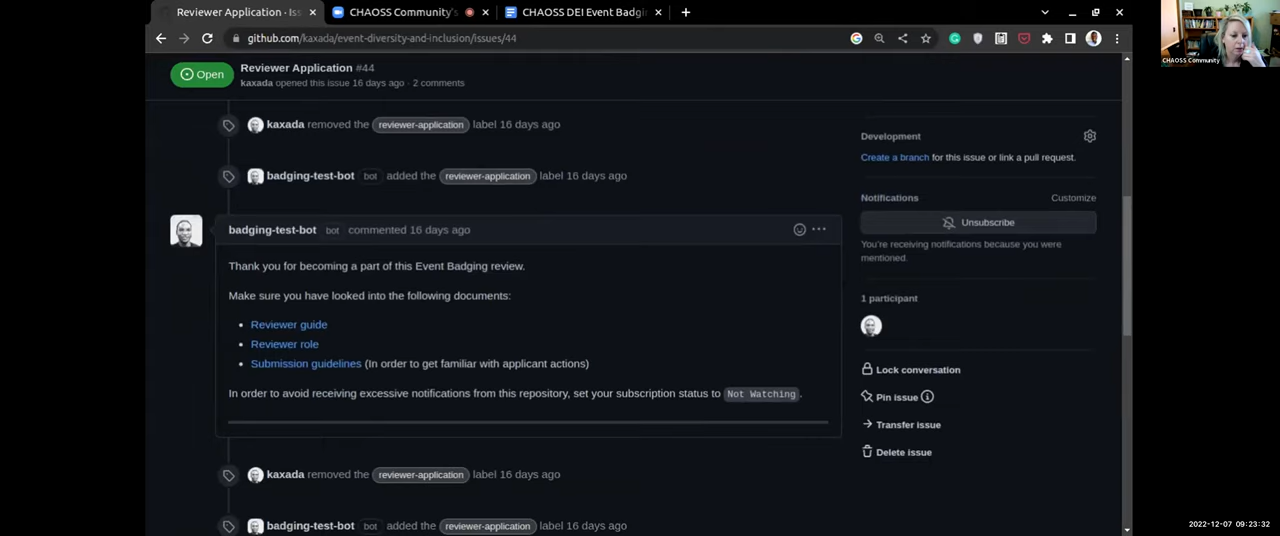 Reviewer Application · Iss
CHAOSS Community's
CHAOSS DEI Event Badgin
github.com/kaxada/event-diversity-and-inclusion/issues/44
CHAOSS Community
Open
Reviewer Application #44
kaxada opened this issue 16 days ago · 2 comments
kaxada removed the reviewer-application label 16 days ago
badging-test-bot bot added the reviewer-application label 16 days ago
badging-test-bot bot commented 16 days ago
Thank you for becoming a part of this Event Badging review.
Make sure you have looked into the following documents:
• Reviewer guide
• Reviewer role
• Submission guidelines (In order to get familiar with applicant actions)
In order to avoid receiving excessive notifications from this repository, set your subscription status to Not Watching.
kaxada removed the reviewer-application label 16 days ago
badging-test-bot bot added the reviewer-application label 16 days ago
Development
Create a branch for this issue or link a pull request.
Notifications
Customize
Unsubscribe
You're receiving notifications because you were
mentioned.
1 participant
Lock conversation
Pin issue
Transfer issue
Delete issue
2022-12-07 09:23:32